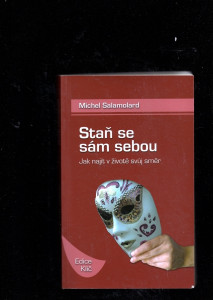 Michel Salamolard
Staň se
sám sebou
Jak najít v životě svůj směr
Edice
Klíč